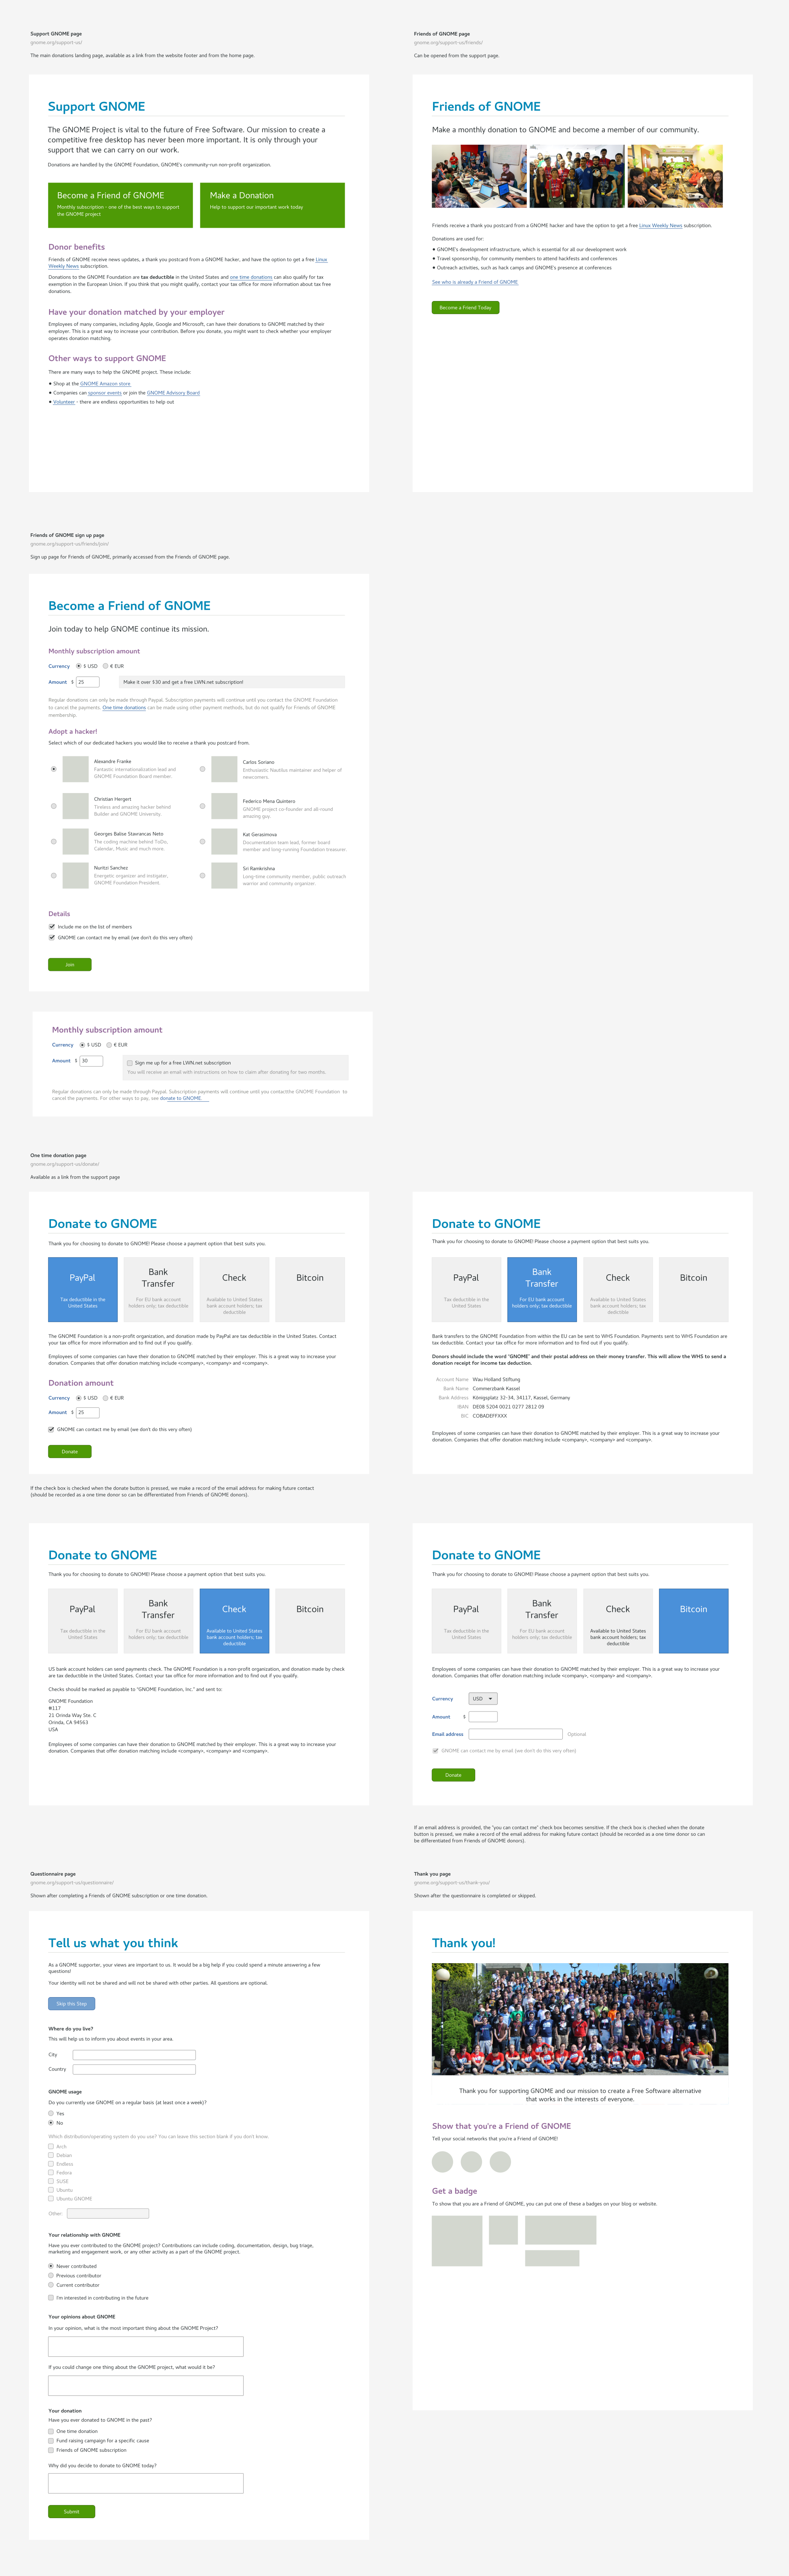 Support GNOME page
gnome.org/support-us/
The main donations landing page, available as a link from the website footer and from the home page.
Support GNOME
The GNOME Project is vital to the future of Free Software. Our mission to create a
competitive free desktop has never been more important. It is only through your
support that we can carry on our work.
Donations are handled by the GNOME Foundation, GNOME's community-run non-profit organization.
Become a Friend of GNOME
Monthly subscription - one of the best ways to support
the GNOME project
Make a Donation
Help to support our important work today
Donor benefits
Friends of GNOME receive news updates, a thank you postcard from a GNOME hacker, and have the option to get a free Linux
Weekly News subscription.
Donations to the GNOME Foundation are tax deductible in the United States and one time donations can also qualify for tax
exemption in the European Union. If you think that you might qualify, contact your tax office for more information about tax free
donations.
Have your donation matched by your employer
Employees of many companies, including Apple, Google and Microsoft, can have their donations to GNOME matched by their
employer. This is a great way to increase your contribution. Before you donate, you might want to check whether your employer
operates donation matching.
Other ways to support GNOME
There are many ways to help the GNOME project. These include:
• Shop at the GNOME Amazon store
• Companies can sponsor events or join the GNOME Advisory Board
• Volunteer - there are endless opportunities to help out
Friends of GNOME page
gnome.org/support-us/friends/
Can be opened from the support page.
Friends of GNOME
Make a monthly donation to GNOME and become a member of our community.
Friends receive a thank you postcard from a GNOME hacker and have the option to get a free Linux Weekly News subscription.
Donations are used for:
• GNOME's development infrastructure, which is essential for all our development work
• Travel sponsorship, for community members to attend hackfests and conferences
• Outreach activities, such as hack camps and GNOME's presence at conferences
See who is already a Friend of GNOME
Become a Friend Today
Friends of GNOME sign up page
gnome.org/support-us/friends/join/
Sign up page for Friends of GNOME, primarily accessed from the Friends of GNOME page.
Become a Friend of GNOME
Join today to help GNOME continue its mission.
Monthly subscription amount
Currency $ USD € EUR
Amount $ 25 Make it over $30 and get a free LWN.net subscription!
Regular donations can only be made through Paypal. Subscription payments will continue until you contact the GNOME Foundation
to cancel the payments. One time donations can be made using other payment methods, but do not qualify for Friends of GNOME
membership.
Adopt a hacker!
Select which of our dedicated hackers you would like to receive a thank you postcard from.
Alexandre Franke
Fantastic internationalization lead and
GNOME Foundation Board member.
Carlos Soriano
Enthusiastic Nautilus maintainer and helper of
newcomers.
Christian Hergert
Tireless and amazing hacker behind
Builder and GNOME University.
Federico Mena Quintero
GNOME project co-founder and all-round
amazing guy.
Georges Balise Stavrancas Neto
The coding machine behind ToDo,
Calendar, Music and much more.
Kat Gerasimova
Documentation team lead, former board
member and long-running Foundation treasurer.
Nuritzi Sanchez
Energetic organiser and instigator,
GNOME Foundation President.
Sri Ramkrishna
Long-time community member, public outreach
warrior and community organiser.
Details
Include me on the list of members
GNOME can contact me by email (we don't do this very often)
Join
Monthly subscription amount
Currency $ USD € EUR
Amount $ 30 Sign me up for a free LWN.net subscription
You will receive an email with instructions on how to claim after donating for two months.
Regular donations can only be made through Paypal. Subscription payments will continue until you contactthe GNOME Foundation to
cancel the payments. For other ways to pay, see donate to GNOME
One time donation page
gnome.org/support-us/donate/
Available as a link from the support page
Donate to GNOME
Thank you for choosing to donate to GNOME! Please choose a payment option that best suits you.
PayPal
Tax deductible in the
United States
Bank
Transfer
For EU bank account
holders only; tax deductible
Check
Available to United States
bank account holders; tax
deductible
Bitcoin
The GNOME Foundation is a non-profit organization, and donation made by PayPal are tax deductible in the United States. Contact
your tax office for more information and to find out if you qualify.
Employees of some companies can have their donation to GNOME matched by their employer. This is a great way to increase your
donation. Companies that offer donation matching include <company>, <company> and <company>.
Donation amount
Currency $ USD € EUR
Amount $ 25
GNOME can contact me by email (we don't do this very often)
Donate
If the check box is checked when the donate button is pressed, we make a record of the email address for making future contact
(should be recorded as a one time donor so can be differentiated from Friends of GNOME donors).
Donate to GNOME
Thank you for choosing to donate to GNOME! Please choose a payment option that best suits you.
PayPal
Tax deductible in the
United States
Bank
Transfer
For EU bank account
holders only; tax deductible
Check
Available to United States
bank account holders; tax
deductible
Bitcoin
Bank transfers to the GNOME Foundation from within the EU can be sent to WHS Foundation. Payments sent to WHS Foundation are
tax deductible. Contact your tax office for more information and to find out if you qualify.
Donors should include the word "GNOME" and their postal address on their money transfer. This will allow the WHS to send a
donation receipt for income tax deduction.
Account Name Wau Holland Stiftung
Bank Name Commerzbank Kassel
Bank Address Königsplatz 32-34, 34117, Kassel, Germany
IBAN DE08 5204 0021 0277 2812 09
BIC COBADEFFXXX
Employees of some companies can have their donation to GNOME matched by their employer. This is a great way to increase your
donation. Companies that offer donation matching include <company>, <company> and <company>.
Donate to GNOME
Thank you for choosing to donate to GNOME! Please choose a payment option that best suits you.
PayPal
Tax deductible in the
United States
Bank
Transfer
For EU bank account
holders only; tax deductible
Check
Available to United States
bank account holders; tax
deductible
Bitcoin
US bank account holders can send payments check. The GNOME Foundation is a non-profit organization, and donation made by check
are tax deductible in the United States. Contact your tax office for more information and to find out if you qualify.
Checks should be marked as payable to "GNOME Foundation, Inc." and sent to:
GNOME Foundation
#117
21 Orinda Way Ste. C
Orinda, CA 94563
USA
Employees of some companies can have their donation to GNOME matched by their employer. This is a great way to increase your
donation. Companies that offer donation matching include <company>, <company> and <company>.
Donate to GNOME
Thank you for choosing to donate to GNOME! Please choose a payment option that best suits you.
PayPal
Tax deductible in the
United States
Bank
Transfer
For EU bank account
holders only; tax deductible
Check
Available to United States
bank account holders; tax
deductible
Bitcoin
Employees of some companies can have their donation to GNOME matched by their employer. This is a great way to increase your
donation. Companies that offer donation matching include <company>, <company> and <company>.
Currency USD
Amount $
Email address Optional
GNOME can contact me by email (we don't do this very often)
Donate
If an email address is provided, the "you can contact me" check box becomes sensitive. If the check box is checked when the donate
button is pressed, we make a record of the email address for making future contact (should be recorded as a one time donor so can
be differentiated from Friends of GNOME donors).
Questionnaire page
gnome.org/support-us/questionnaire/
Shown after completing a Friends of GNOME subscription or one time donation.
Tell us what you think
As a GNOME supporter, your views are important to us. It would be a big help if you could spend a minute answering a few
questions!
Your identity will not be shared and will not be shared with other parties. All questions are optional.
Skip this Step
Where do you live?
This will help us to inform you about events in your area.
City
Country
GNOME usage
Do you currently use GNOME on a regular basis (at least once a week)?
Yes
No
Which distribution/operating system do you use? You can leave this section blank if you don't know.
Arch
Debian
Endless
Fedora
SUSE
Ubuntu
Ubuntu GNOME
Other:
Your relationship with GNOME
Have you ever contributed to the GNOME project? Contributions can include coding, documentation, design, bug triage,
marketing and engagement work, or any other activity as a part of the GNOME project.
Never contributed
Previous contributor
Current contributor
I'm interested in contributing in the future
Your opinions about GNOME
In your opinion, what is the most important thing about the GNOME Project?
If you could change one thing about the GNOME project, what would it be?
Your donation
Have you ever donated to GNOME in the past?
One time donation
Fund raising campaign for a specific cause
Friends of GNOME subscription
Why did you decide to donate to GNOME today?
Submit
Thank you page
gnome.org/support-us/thank-you/
Shown after the questionnaire is completed or skipped.
Thank you!
Thank you for supporting GNOME and our mission to create a Free Software alternative
that works in the interests of everyone.
Show that you're a Friend of GNOME
Tell your social networks that you're a Friend of GNOME!
Get a badge
To show that you are a Friend of GNOME, you can put one of these a badges on your blog or website.